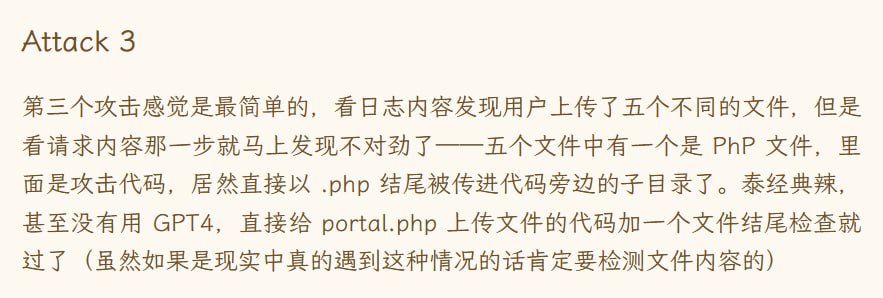 Attack 3
第三个攻击感觉是最简单的，看日志内容发现用户上传了五个不同的文件，但是
看请求内容那一步就马上发现不对劲了——五个文件中有一个是 PhP 文件，里
面是攻击代码，居然直接以 .php 结尾被传进代码旁边的子目录了。泰经典辣，
甚至没有用 GPT4，直接给 portal.php 上传文件的代码加一个文件结尾检查就
过了（虽然如果是现实中真的遇到这种情况的话肯定要检测文件内容的）